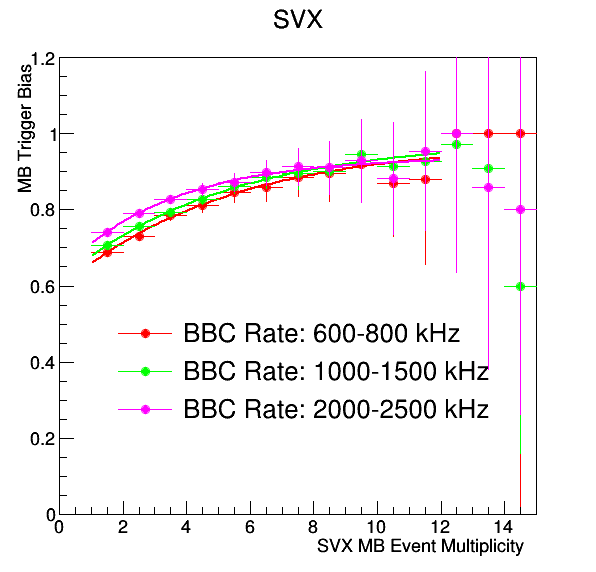 SVX
MB Trigger Bias
1.2
1
0.8
0.6
0.4
0.2
0
BBC Rate: 600-800 kHz
BBC Rate: 1000-1500 kHz
BBC Rate: 2000-2500 kHz
0 2 4 6 8 10 12 14
SVX MB Event Multiplicity